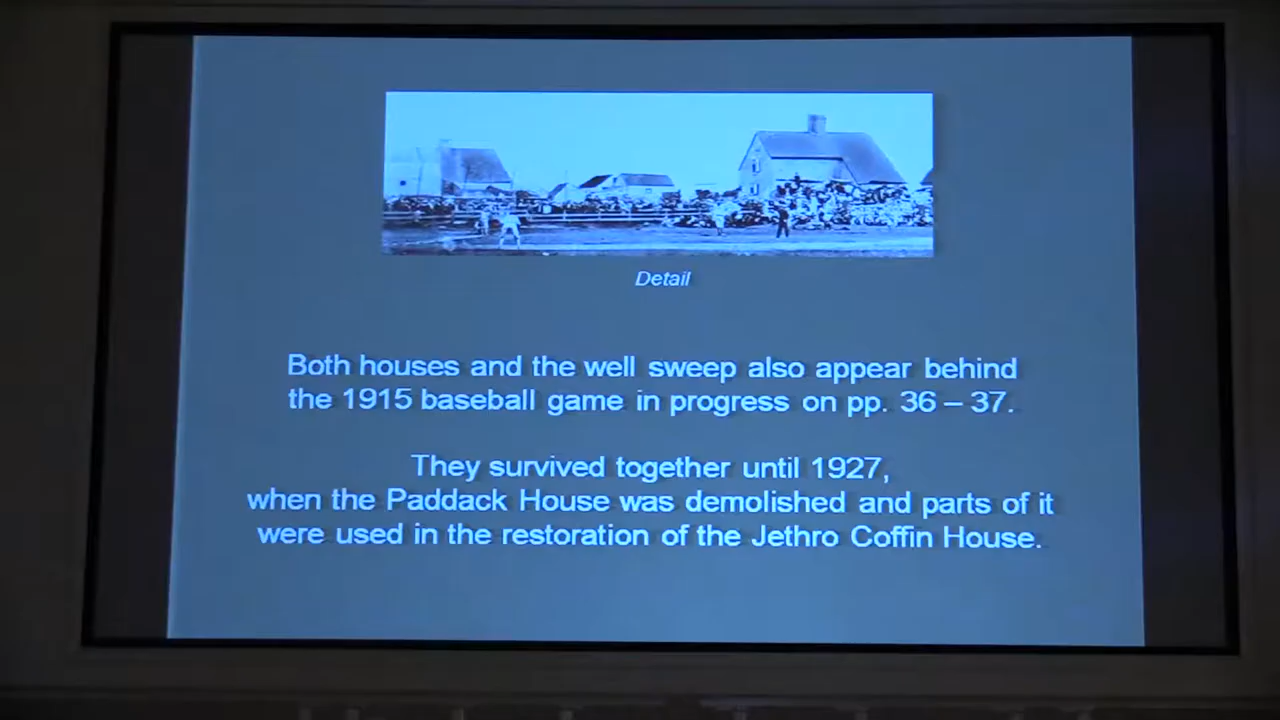 Detail
Both houses and the well sweep also appear behind
the 1915 baseball game in progress on pp. 36 – 37.
They survived together until 1927,
when the Paddack House was demolished and parts of it
were used in the restoration of the Jethro Coffin House.